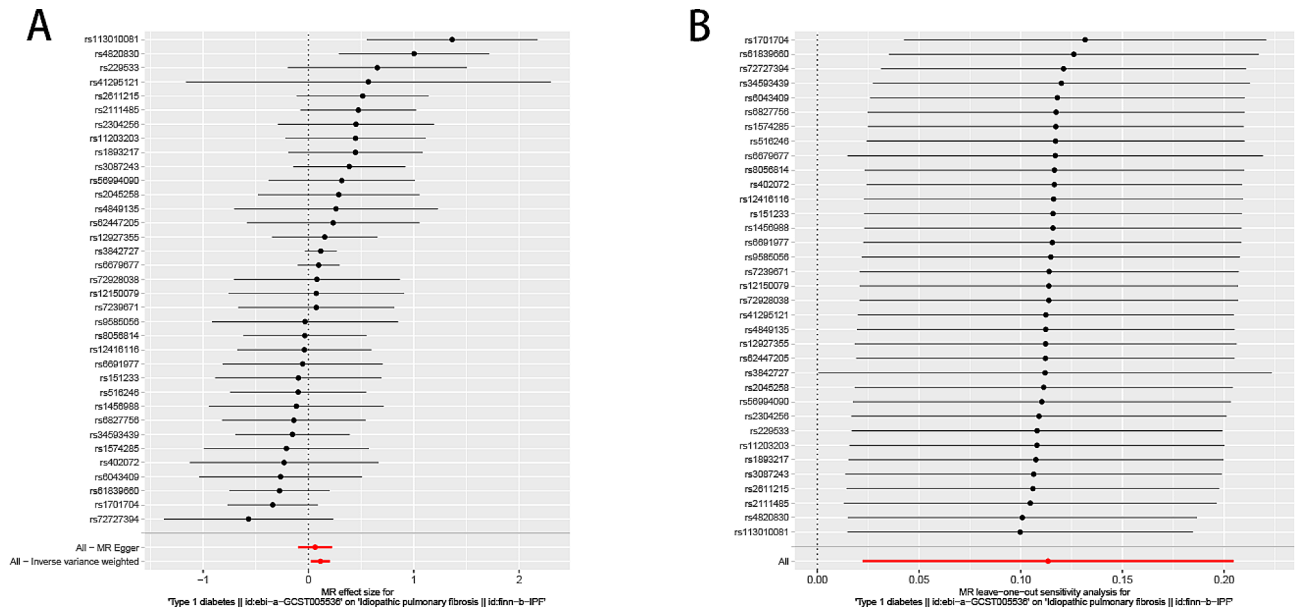 A
rs113010081
rs4820830
rs229533
rs41295121
rs2611215
rs2111485
rs2304256
rs11203203
rs1893217
rs3087243
rs56994090
rs2045258
rs4849135
rs62447205
rs12927355
rs3842727
rs6679677
rs72928038
rs12150079
rs7239671
rs9585056
rs8056814
rs12416116
rs6691977
rs151233
rs516246
rs1456988
rs6827756
rs34593439
rs1574285
rs402072
rs6043409
rs61839660
rs1701704
rs72727394
All − MR Egger
All − Inverse variance weighted
−1 0 1 2
MR effect size for
'Type 1 diabetes || id:ebi-a-GCST005536' on 'Idiopathic pulmonary fibrosis || id:finn-b-IPF'
B
rs1701704
rs61839660
rs72727394
rs34593439
rs6043409
rs6827756
rs1574285
rs516246
rs6679677
rs8056814
rs402072
rs12416116
rs151233
rs1456988
rs6691977
rs9585056
rs7239671
rs12150079
rs72928038
rs41295121
rs4849135
rs12927355
rs62447205
rs3842727
rs2045258
rs56994090
rs2304256
rs229533
rs11203203
rs1893217
rs3087243
rs2611215
rs2111485
rs4820830
rs113010081
All
0.00 0.05 0.10 0.15 0.20
MR leave−one−out sensitivity analysis for
'Type 1 diabetes || id:ebi-a-GCST005536' on 'Idiopathic pulmonary fibrosis || id:finn-b-IPF'